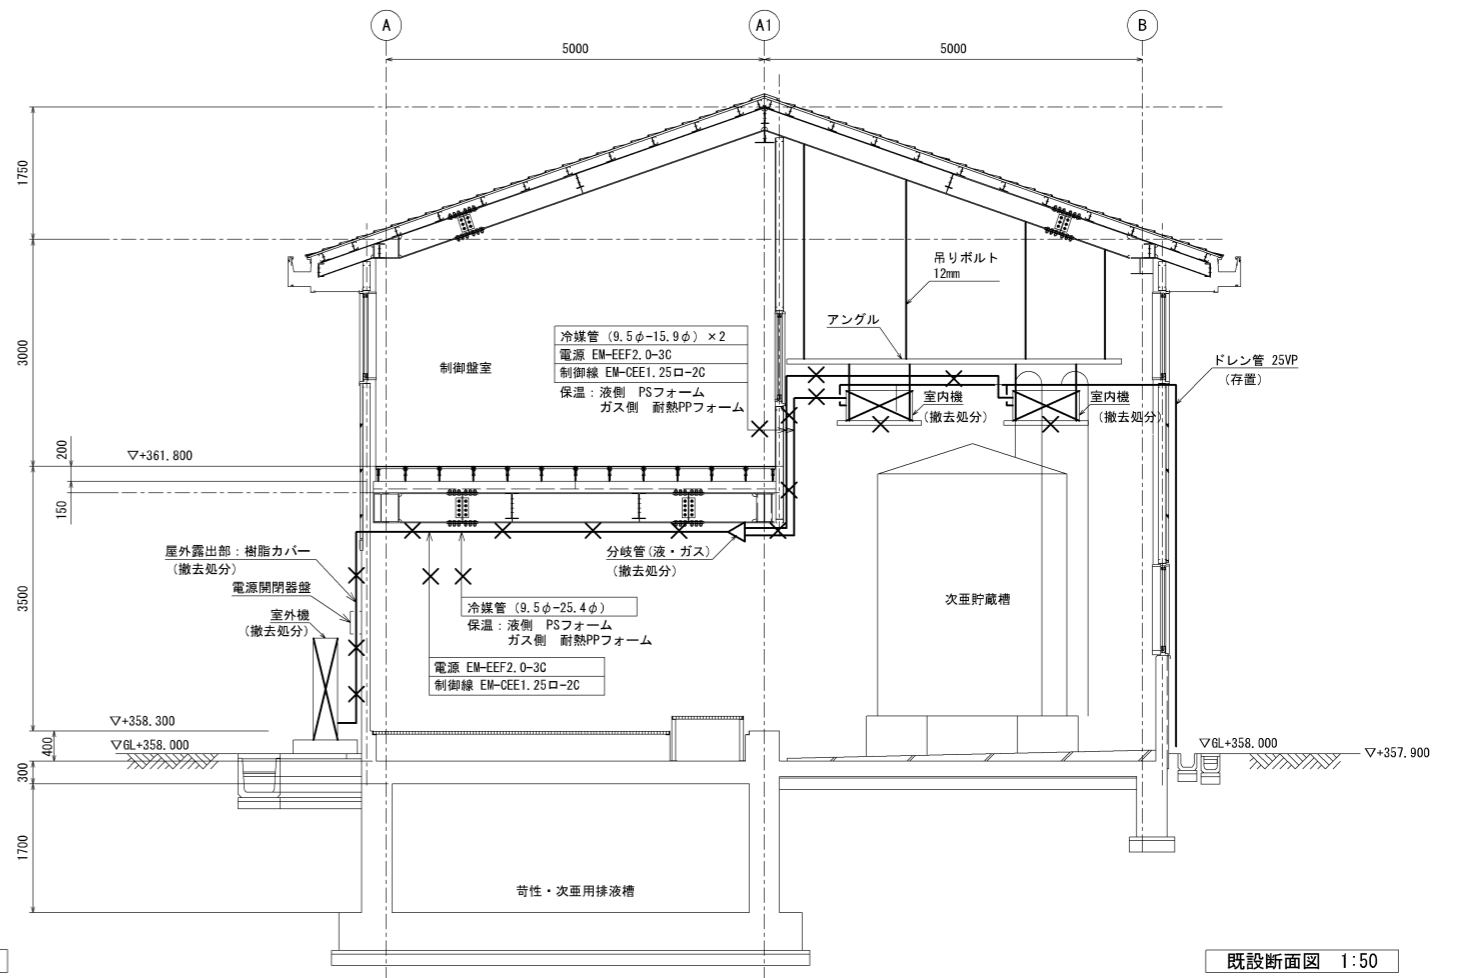 A
A1
B
5000
5000
1750
3000
200
150
3500
400
300
1700
吊りボルト
12mm
アングル
冷媒管 (9.5φ-15.9φ) ×2
電源 EM-EEF2.0-3C
制御線 EM-CEE1.25ロ-2C
保温：液側 PSフォーム
ガス側 耐熱PPフォーム
制御盤室
ドレン管 25VP
(存置)
室内機
(撤去処分)
室内機
(撤去処分)
▽+361.800
屋外露出部：樹脂カバー
(撤去処分)
電源開閉器盤
室外機
(撤去処分)
分岐管(液・ガス)
(撤去処分)
冷媒管 (9.5φ-25.4φ)
保温：液側 PSフォーム
ガス側 耐熱PPフォーム
電源 EM-EEF2.0-3C
制御線 EM-CEE1.25ロ-2C
次亜貯蔵槽
▽+358.300
▽GL+358.000
▽GL+358.000
▽+357.900
苛性・次亜用排液槽
既設断面図 1:50